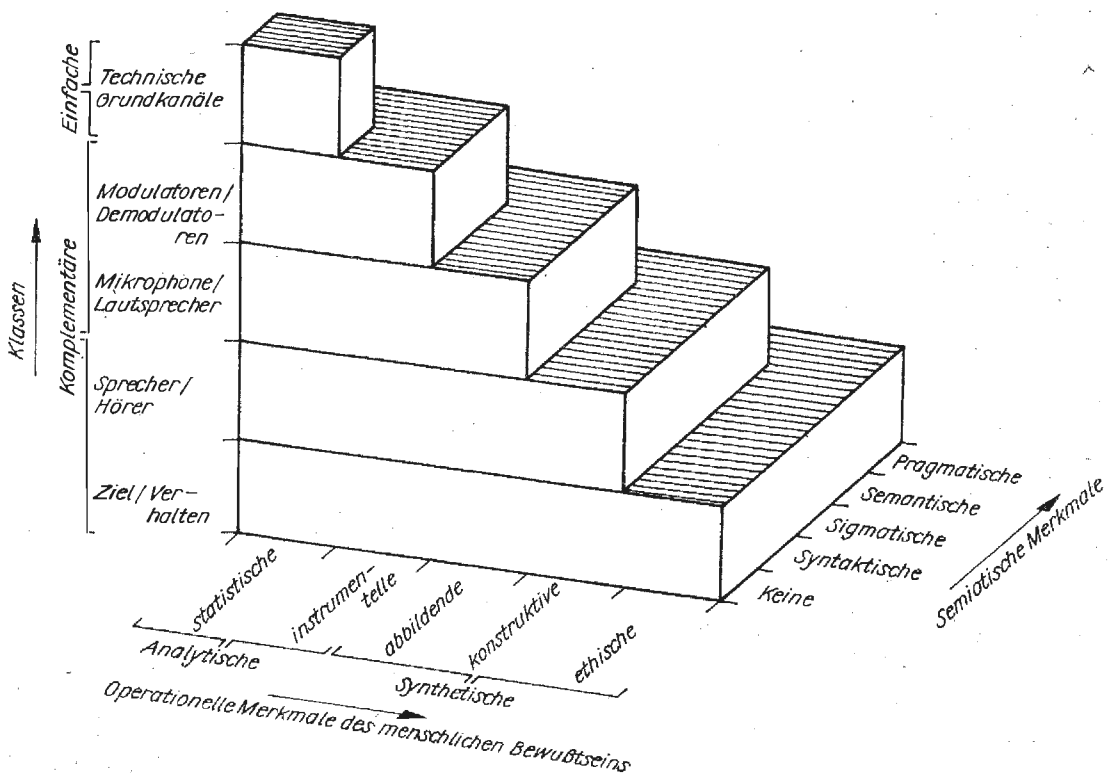 Klassen
Einfache
Komplementäre
Technische
Grundkanäle
Modulatoren/
Demodulato-
ren
Mikrophone/
Lautsprecher
Sprecher/
Hörer
Ziel/Ver-
halten
statistische
instrumen-
telle
abbildende
konstruktive
ethische
Analytische
Synthetische
Operationelle Merkmale des menschlichen Bewußtseins
Pragmatische
Semantische
Sigmatische
Syntaktische
Keine
Semiotische Merkmale